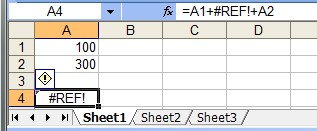 A4 fx =A1+#REF!+A2
A B C D E
1 100
2 300
3
4 #REF!
Sheet1 Sheet2 Sheet3